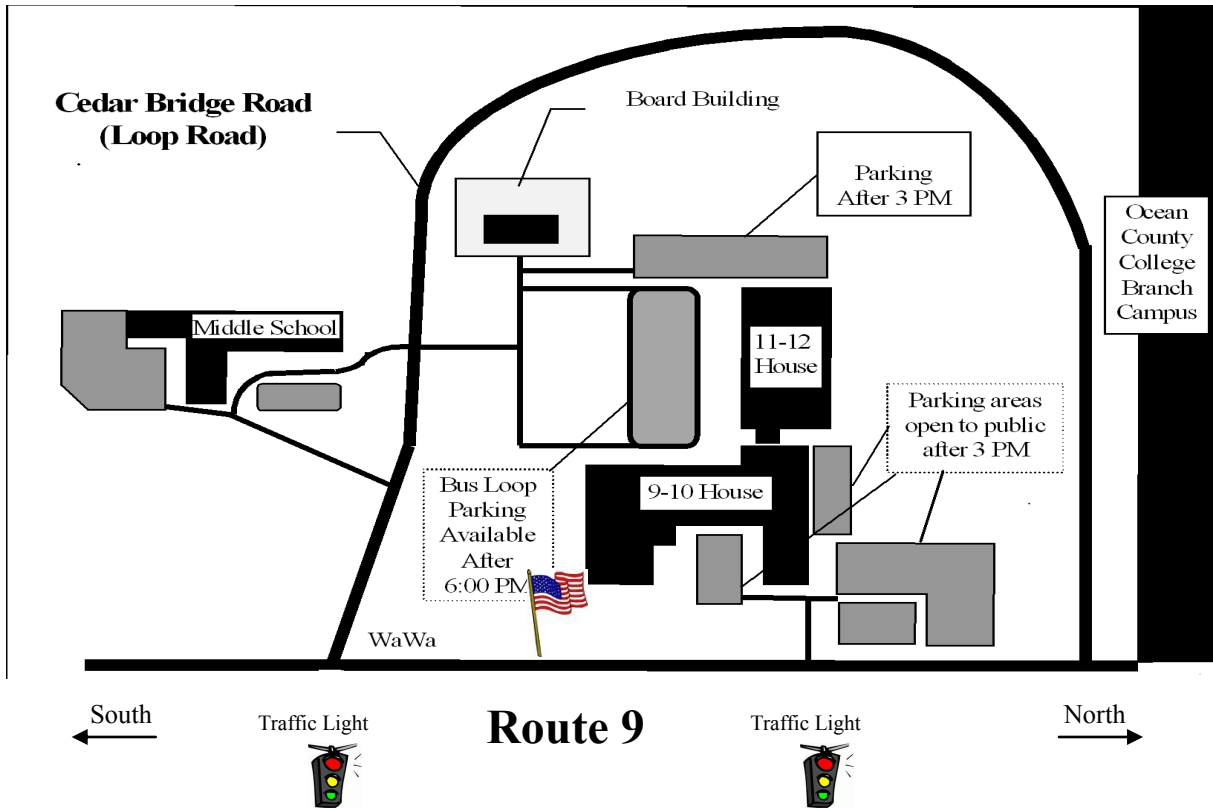 Cedar Bridge Road
(Loop Road)
Board Building
Parking
After 3 PM
Ocean
County
College
Branch
Campus
Middle School
11-12
House
Parking areas
open to public
after 3 PM
Bus Loop
Parking
Available
After
6:00 PM
9-10 House
WaWa
South
Traffic Light
Route 9
Traffic Light
North